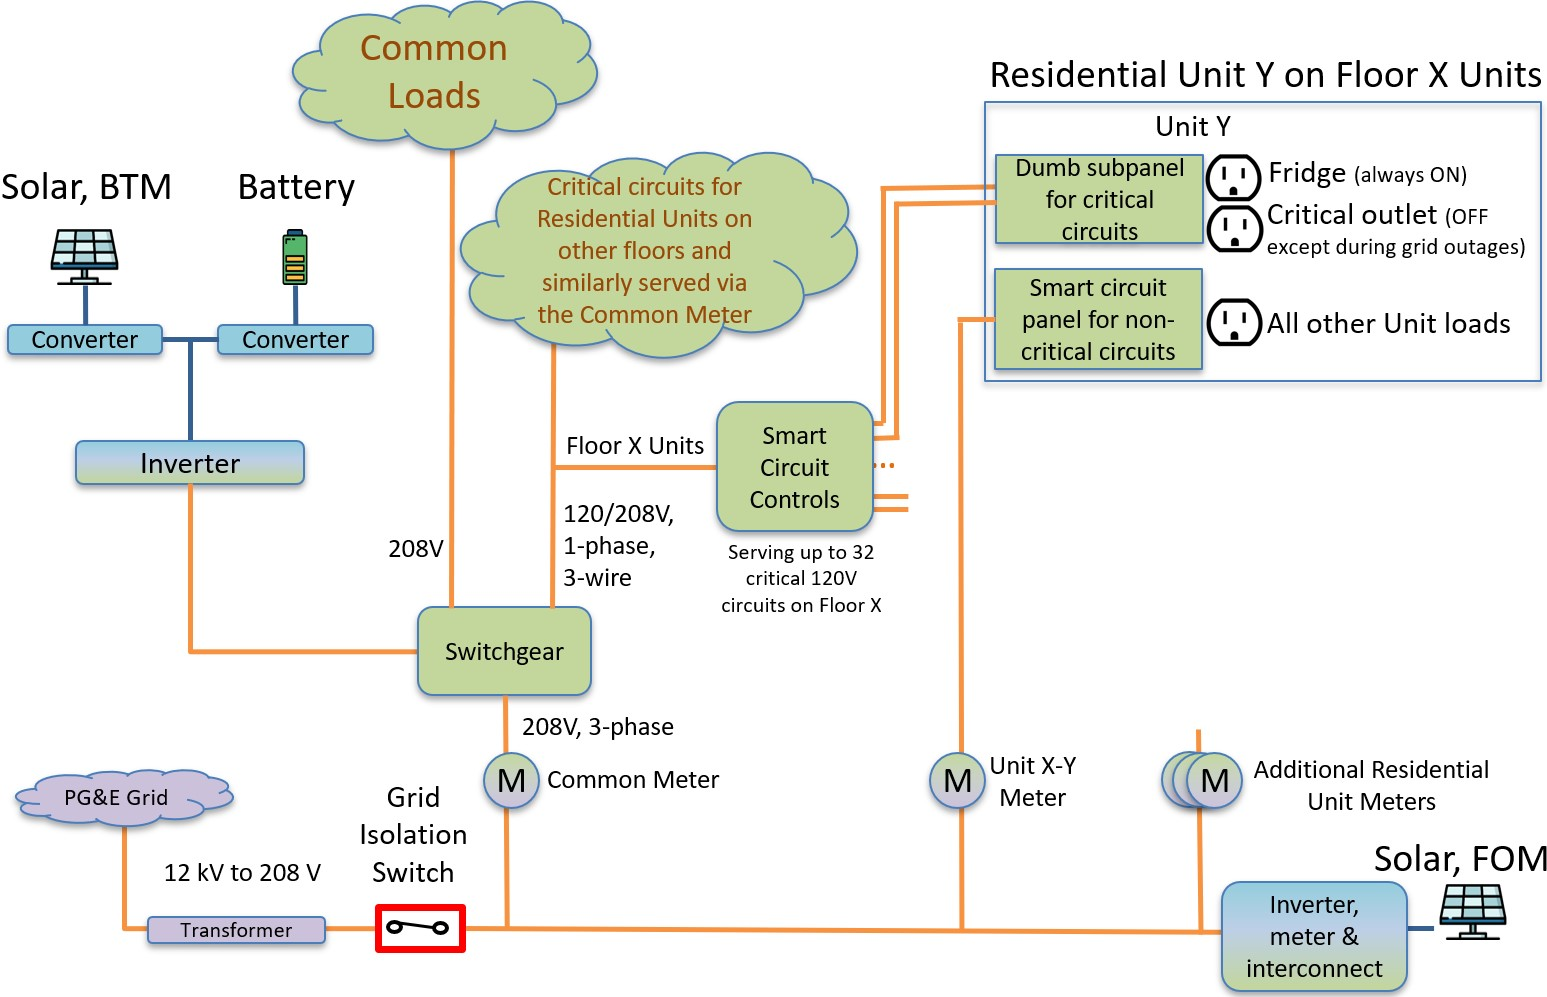 Common
Loads
Residential Unit Y on Floor X Units
Unit Y
Dumb subpanel
for critical
circuits
Fridge (always ON)
Critical outlet (OFF
except during grid outages)
Smart circuit
panel for non-
critical circuits
All other Unit loads
Critical circuits for
Residential Units on
other floors and
similarly served via
the Common Meter
Solar, BTM
Battery
Converter
Converter
Inverter
Floor X Units
Smart
Circuit
Controls
120/208V,
1-phase,
3-wire
208V
Serving up to 32
critical 120V
circuits on Floor X
Switchgear
208V, 3-phase
M
Common Meter
M
Unit X-Y
Meter
M
Additional Residential
Unit Meters
PG&E Grid
Grid
Isolation
Switch
12 kV to 208 V
Transformer
Solar, FOM
Inverter,
meter &
interconnect